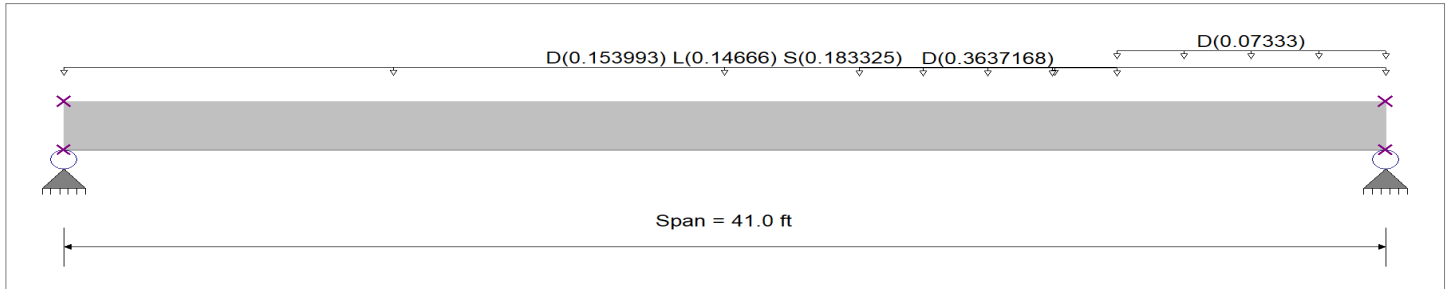 D(0.07333)
D(0.153993) L(0.14666) S(0.183325) D(0.3637168)
Span = 41.0 ft